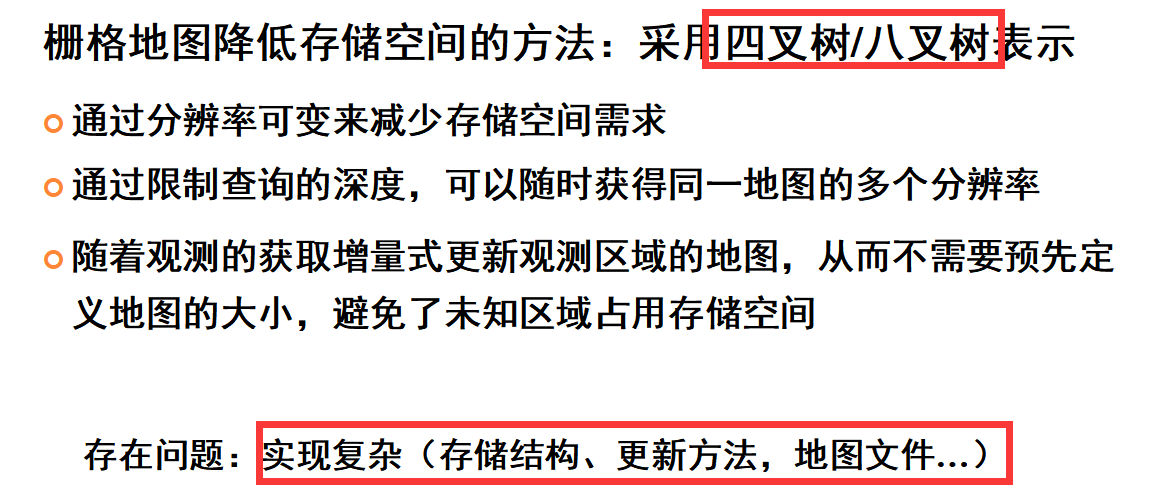 栅格地图降低存储空间的方法：采用四叉树/八叉树表示
通过分辨率可变来减少存储空间需求
通过限制查询的深度，可以随时获得同一地图的多个分辨率
随着观测的获取增量式更新观测区域的地图，从而不需要预先定
义地图的大小，避免了未知区域占用存储空间
存在问题：实现复杂（存储结构、更新方法，地图文件...）